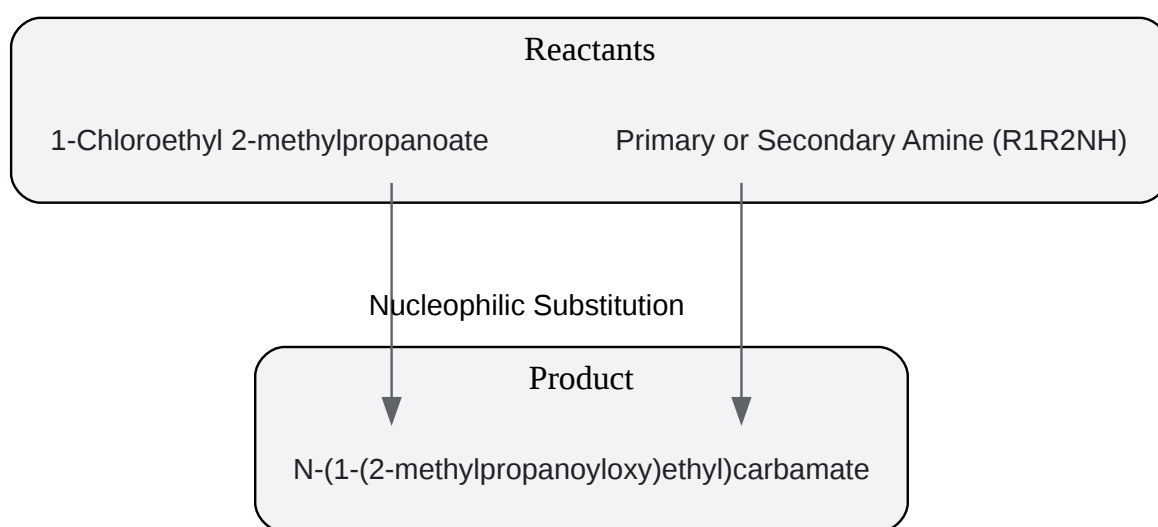 Reactants
1-Chloroethyl 2-methylpropanoate
Primary or Secondary Amine (R1R2NH)
Nucleophilic Substitution
Product
N-(1-(2-methylpropanoyloxy)ethyl)carbamate